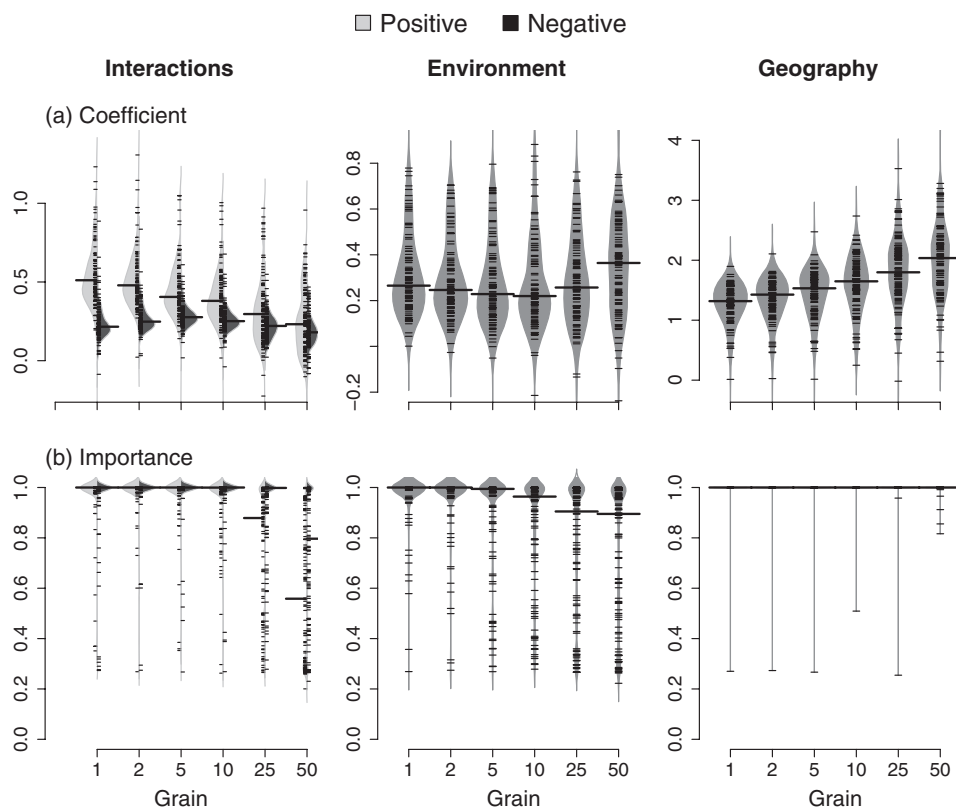 Positive Negative
Interactions Environment Geography
(a) Coefficient
0.0 0.5 1.0
−0.2 0.2 0.4 0.6 0.8
0 1 2 3 4
(b) Importance
0.0 0.2 0.4 0.6 0.8 1.0
0.0 0.2 0.4 0.6 0.8 1.0
0.0 0.2 0.4 0.6 0.8 1.0
1 2 5 10 25 50
1 2 5 10 25 50
1 2 5 10 25 50
Grain Grain Grain